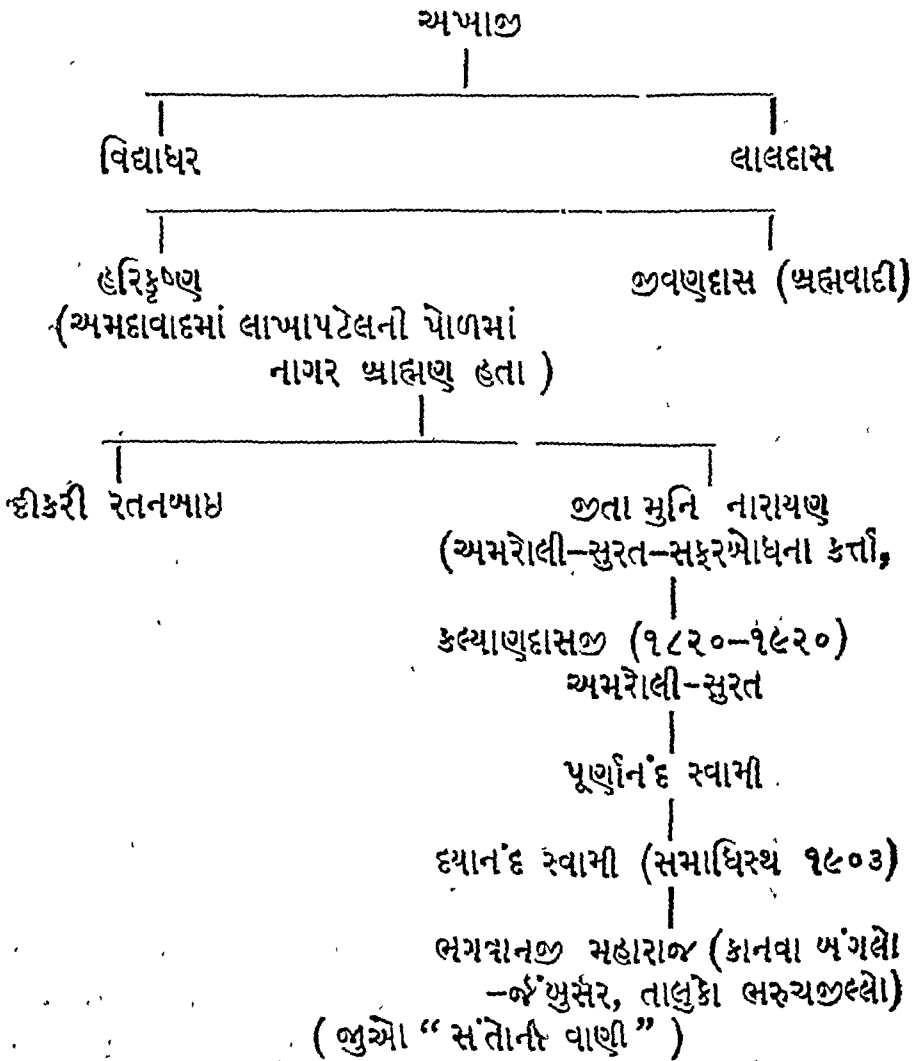 અખાજી
વિદ્યાધર લાલદાસ
હરિકૃષ્ણ જીવણદાસ (બ્રહ્મવાદી)
(અમદાવાદમાં લાખાપટેલની પોળમાં
નાગર બ્રાહ્મણ હતા )
દીકરી રતનબાઇ જીતા મુનિ નારાયણ
(અમરોલી-સુરત-સફરબોધના કર્ત્તા,
કલ્યાણદાસજી (૧૮૨૦-૧૯૨૦)
અમરોલી-સુરત
પૂર્ણાનંદ સ્વામી
દયાનંદ સ્વામી (સમાધિસ્થ ૧૯૦૩)
ભગવાનજી મહારાજ (કાનવા બંગલો
-જંબુસર, તાલુકો ભરુચજીલ્લો)
( જુઓ “ સંતોની વાણી ” )